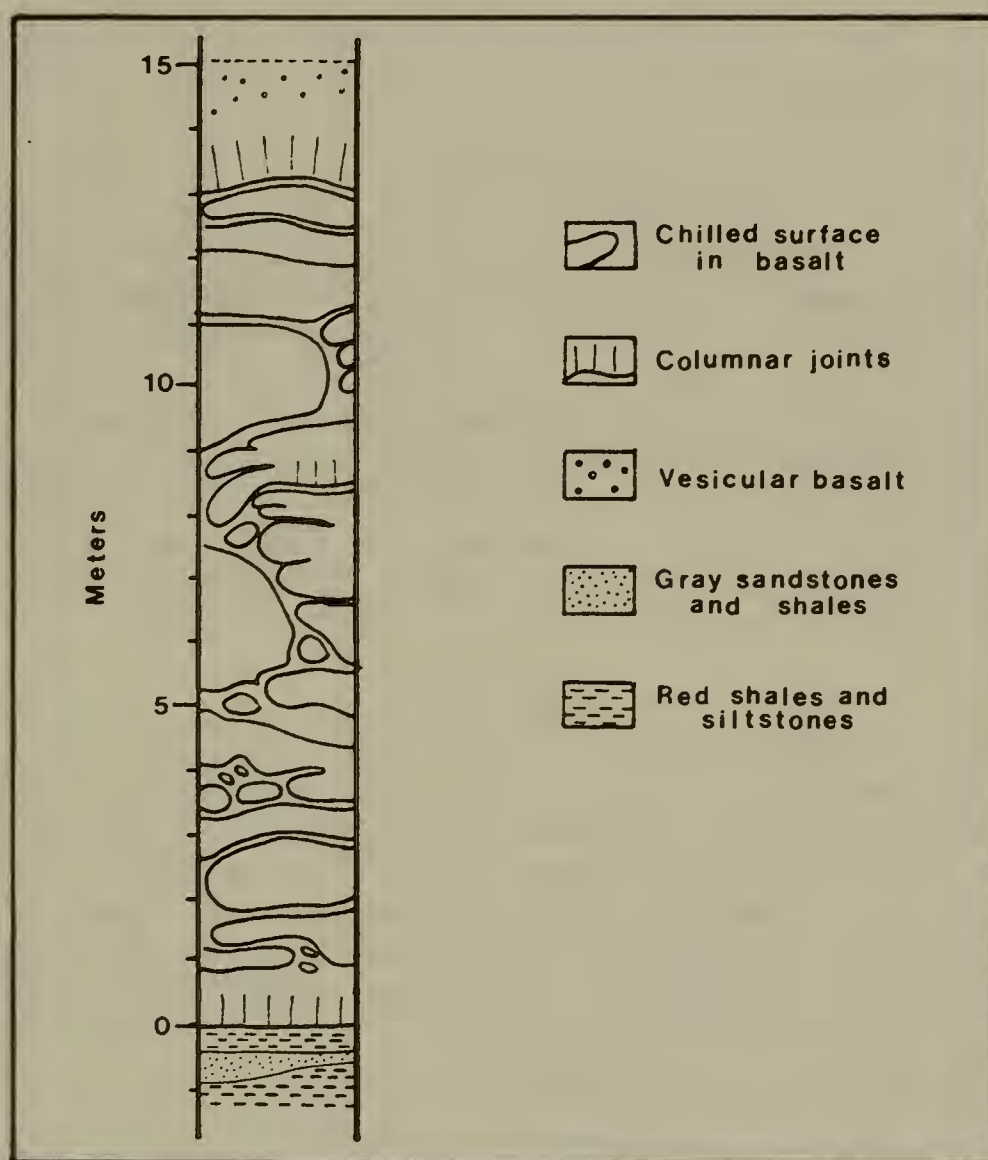 15
10
5
0
Meters
Chilled surface
in basalt
Columnar joints
Vesicular basalt
Gray sandstones
and shales
Red shales and
siltstones